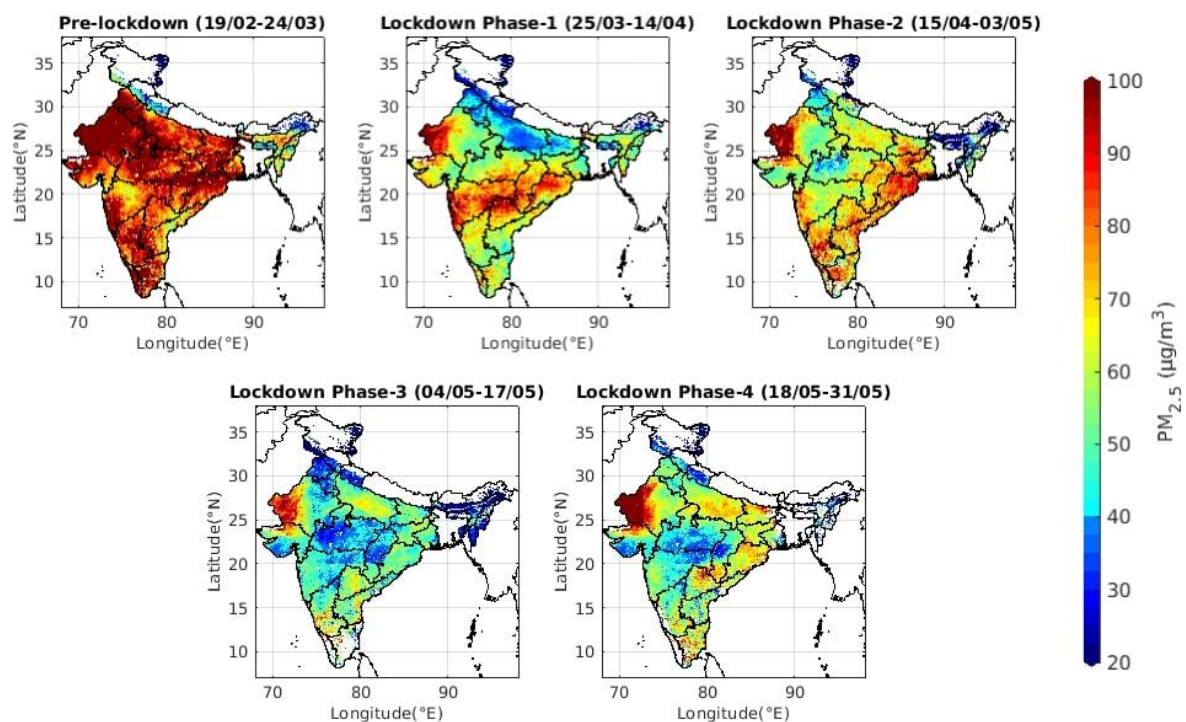 Pre-lockdown (19/02-24/03)
Lockdown Phase-1 (25/03-14/04)
Lockdown Phase-2 (15/04-03/05)
35
30
25
20
15
10
Latitude(°N)
70 80 90
Longitude(°E)
35
30
25
20
15
10
Latitude(°N)
70 80 90
Longitude(°E)
35
30
25
20
15
10
Latitude(°N)
70 80 90
Longitude(°E)
Lockdown Phase-3 (04/05-17/05)
Lockdown Phase-4 (18/05-31/05)
35
30
25
20
15
10
Latitude(°N)
70 80 90
Longitude(°E)
35
30
25
20
15
10
Latitude(°N)
70 80 90
Longitude(°E)
100
90
80
70
60
50
40
30
20
PM2.5 (μg/m3)